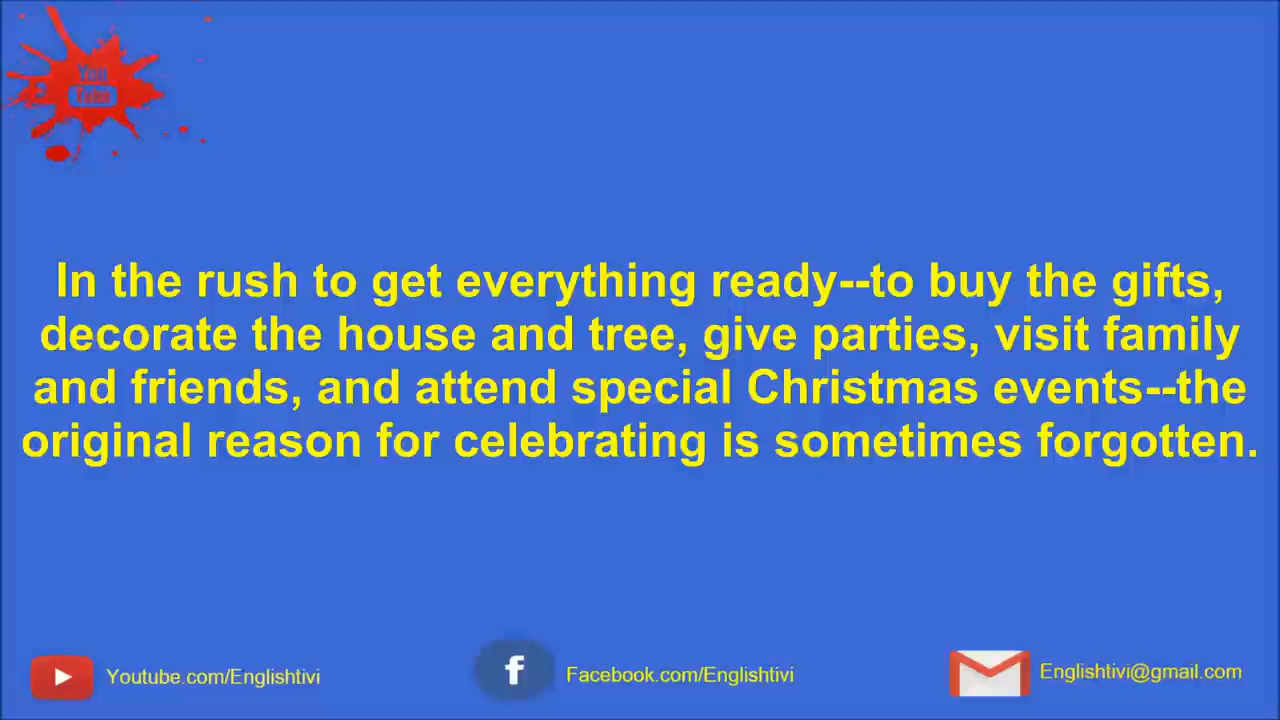 You
Tube
In the rush to get everything ready--to buy the gifts,
decorate the house and tree, give parties, visit family
and friends, and attend special Christmas events--the
original reason for celebrating is sometimes forgotten.
Youtube.com/Englishtivi
f
Facebook.com/Englishtivi
Englishtivi@gmail.com